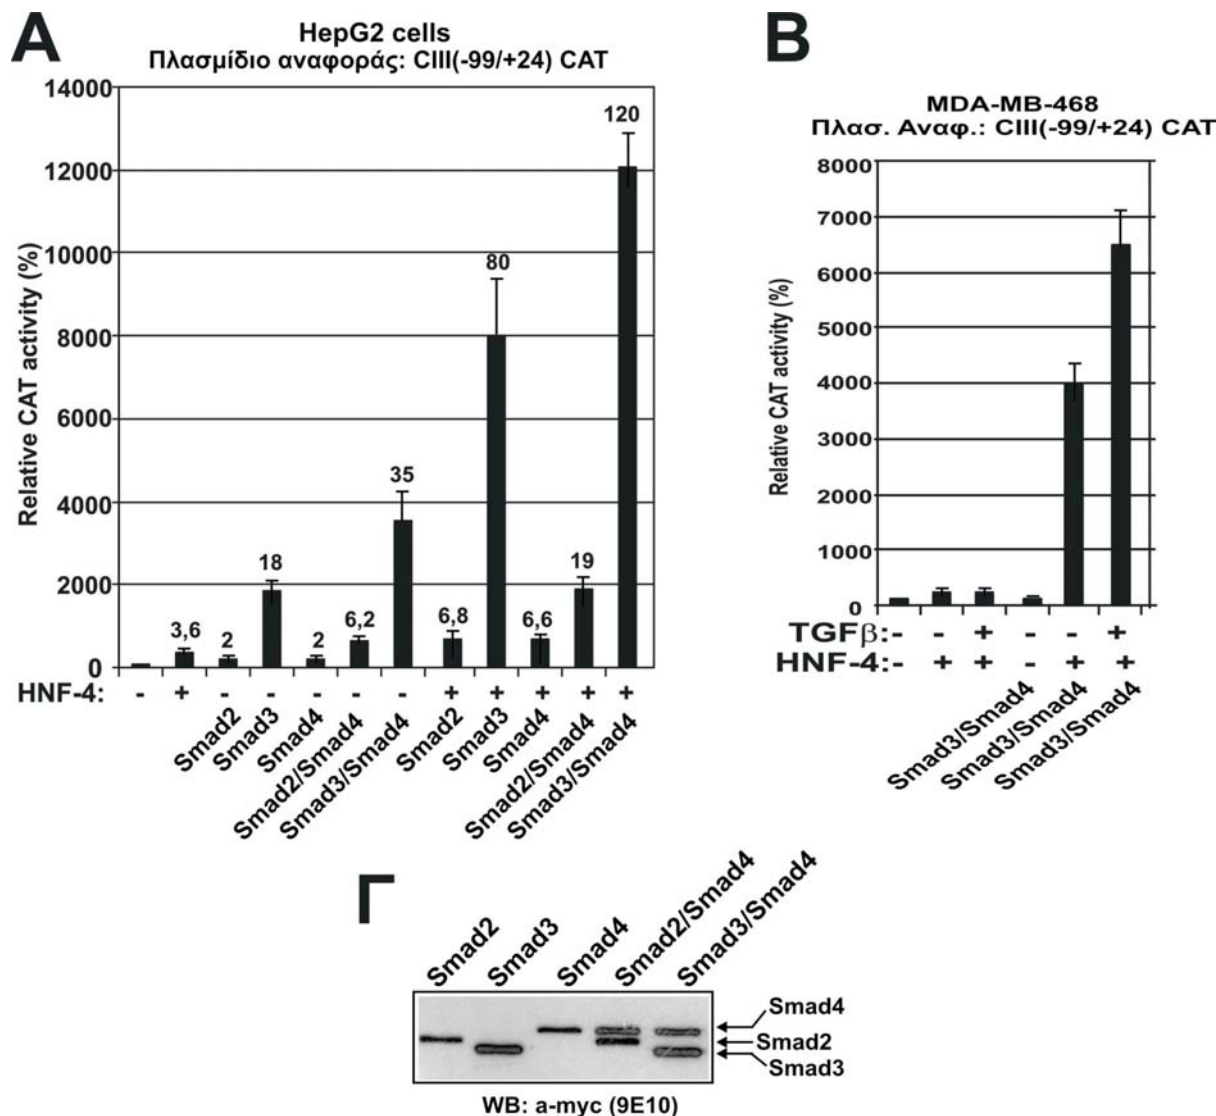 A
HepG2 cells
Πλασμίδιο αναφοράς: CIII(-99/+24) CAT
Relative CAT activity (%)
14000
12000
10000
8000
6000
4000
2000
0
3,6
2
18
2
6,2
35
6,8
80
6,6
19
120
HNF-4: - + - - - - - + + + + +
Smad2
Smad3
Smad4
Smad2/Smad4
Smad3/Smad4
Smad2
Smad3
Smad4
Smad2/Smad4
Smad3/Smad4
B
MDA-MB-468
Πλασ. Αναφ.: CIII(-99/+24) CAT
Relative CAT activity (%)
8000
7000
6000
5000
4000
3000
2000
1000
0
TGFβ: - - + - - +
HNF-4: - + + - + +
Smad3/Smad4
Smad3/Smad4
Smad3/Smad4
Γ
Smad2
Smad3
Smad4
Smad2/Smad4
Smad3/Smad4
Smad4
Smad2
Smad3
WB: a-myc (9E10)